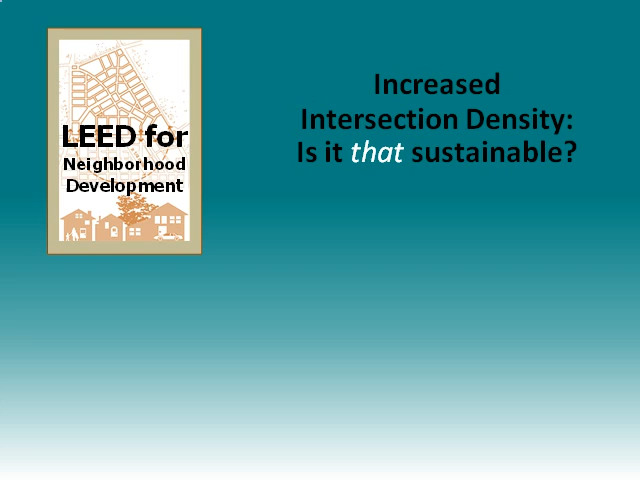 LEED for
Neighborhood
Development
Increased
Intersection Density:
Is it that sustainable?